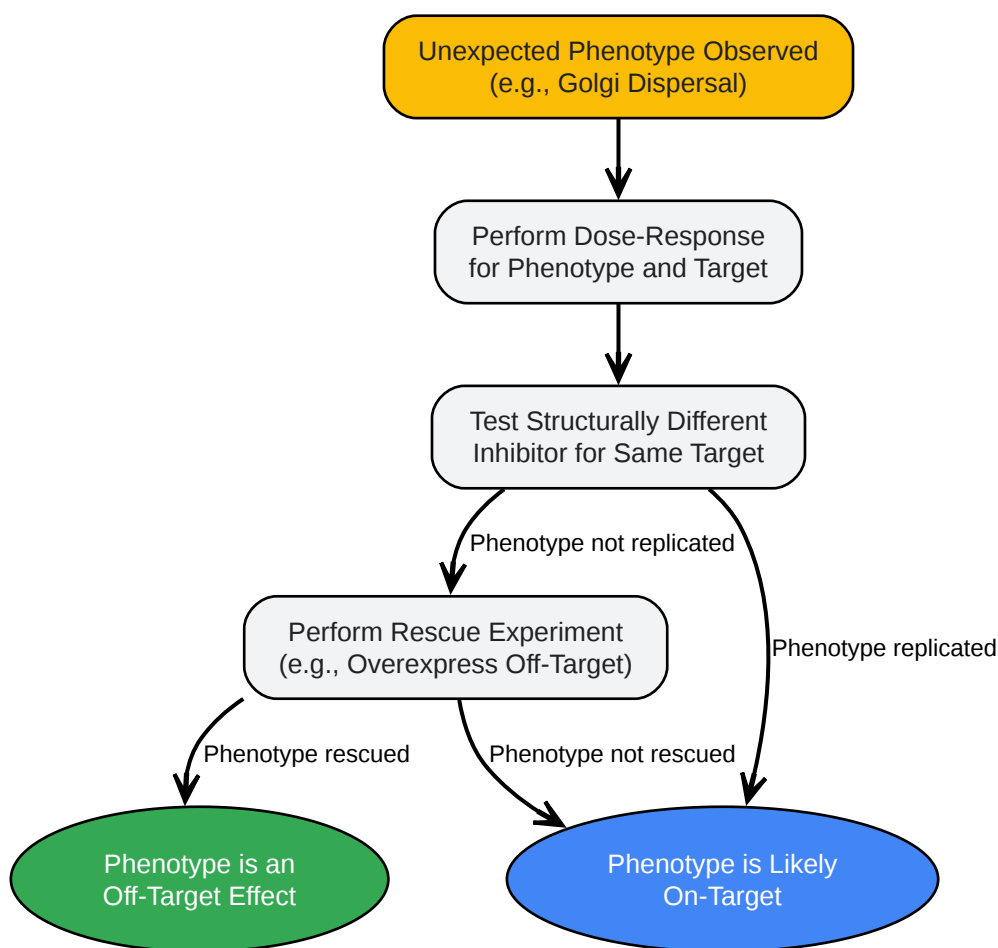 Unexpected Phenotype Observed
(e.g., Golgi Dispersal)
Perform Dose-Response
for Phenotype and Target
Test Structurally Different
Inhibitor for Same Target
Phenotype not replicated
Perform Rescue Experiment
(e.g., Overexpress Off-Target)
Phenotype replicated
Phenotype rescued
Phenotype not rescued
Phenotype is an
Off-Target Effect
Phenotype is Likely
On-Target